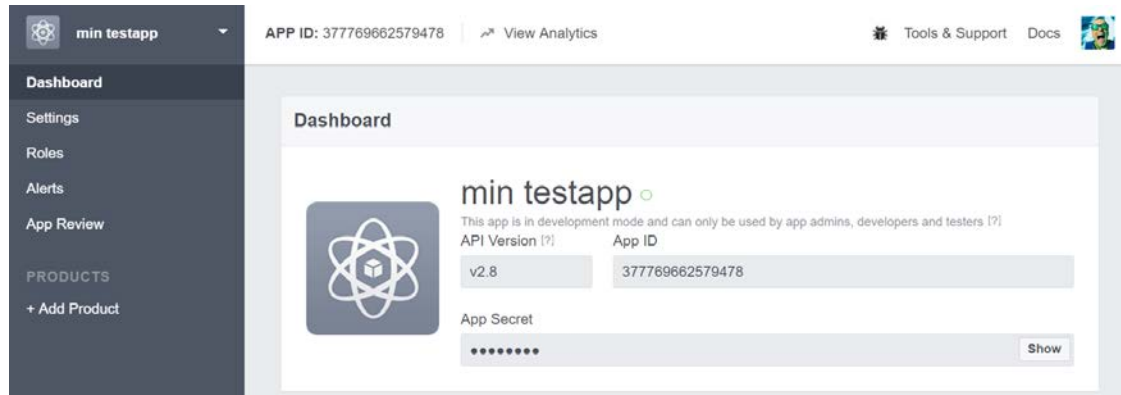 min testapp
APP ID: 377769662579478
View Analytics
Tools & Support
Docs
Dashboard
Settings
Roles
Alerts
App Review
PRODUCTS
+ Add Product
Dashboard
min testapp
This app is in development mode and can only be used by app admins, developers and testers [?]
API Version [?]
App ID
v2.8
377769662579478
App Secret
●●●●●●●●
Show